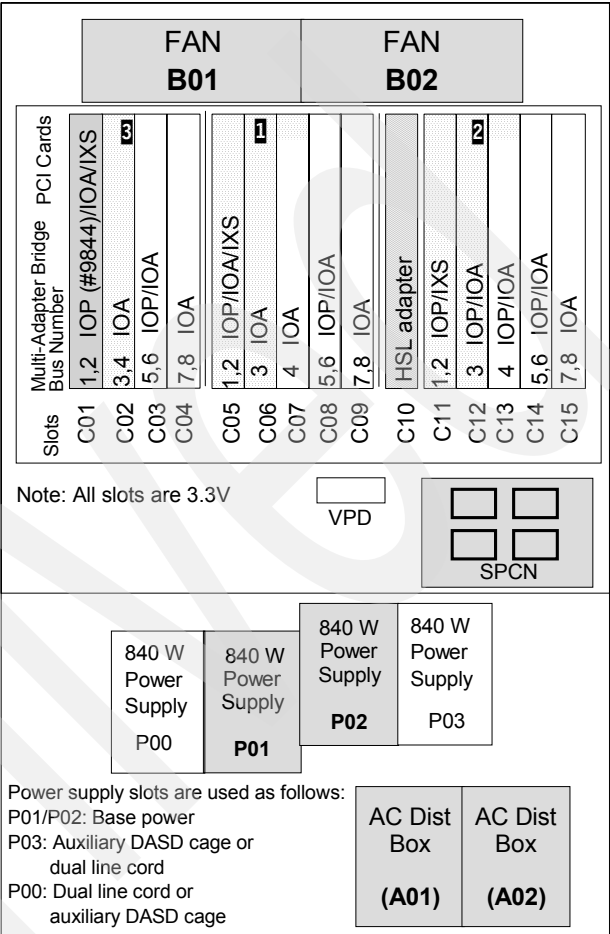 FAN
B01
FAN
B02
PCI Cards
Multi-Adapter Bridge
Bus Number
Slots
3
1
2
C01 1,2 IOP (#9844)/IOA/IXS
C02 3,4 IOA
C03 5,6 IOP/IOA
C04 7,8 IOA
C05 1,2 IOP/IOA/IXS
C06 3 IOA
C07 4 IOA
C08 5,6 IOP/IOA
C09 7,8 IOA
C10 HSL adapter
C11 1,2 IOP/IXS
C12 3 IOP/IOA
C13 4 IOP/IOA
C14 5,6 IOP/IOA
C15 7,8 IOA
Note: All slots are 3.3V
VPD
SPCN
840 W
Power
Supply
P00
840 W
Power
Supply
P01
840 W
Power
Supply
P02
840 W
Power
Supply
P03
Power supply slots are used as follows:
P01/P02: Base power
P03: Auxiliary DASD cage or
dual line cord
P00: Dual line cord or
auxiliary DASD cage
AC Dist
Box
(A01)
AC Dist
Box
(A02)